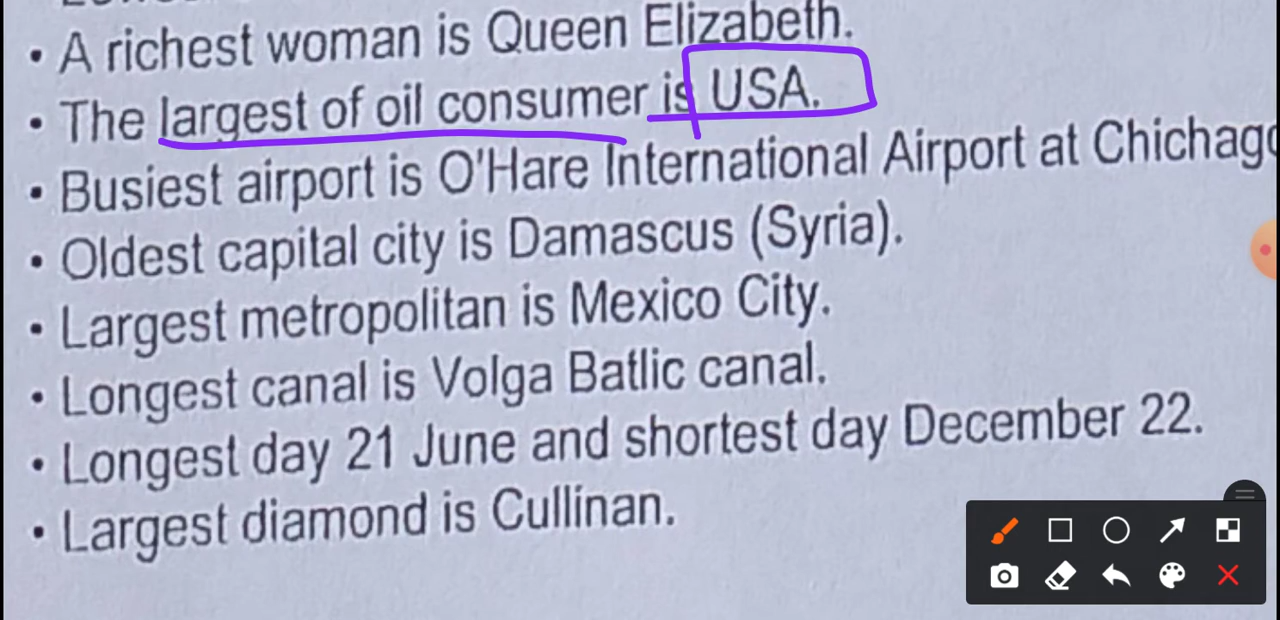 • A richest woman is Queen Elizabeth.
• The largest of oil consumer is USA.
• Busiest airport is O'Hare International Airport at Chichago
• Oldest capital city is Damascus (Syria).
• Largest metropolitan is Mexico City.
• Longest canal is Volga Batlic canal.
• Longest day 21 June and shortest day December 22.
• Largest diamond is Cullinan.